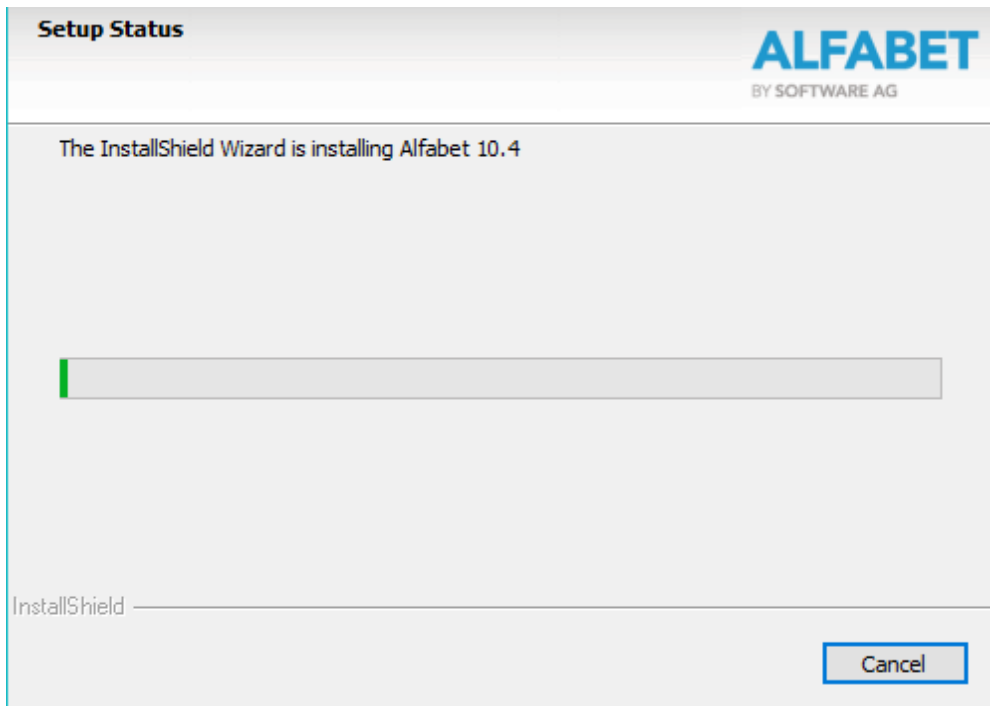 Setup Status
ALFABET
BY SOFTWARE AG
The InstallShield Wizard is installing Alfabet 10.4
InstallShield
Cancel